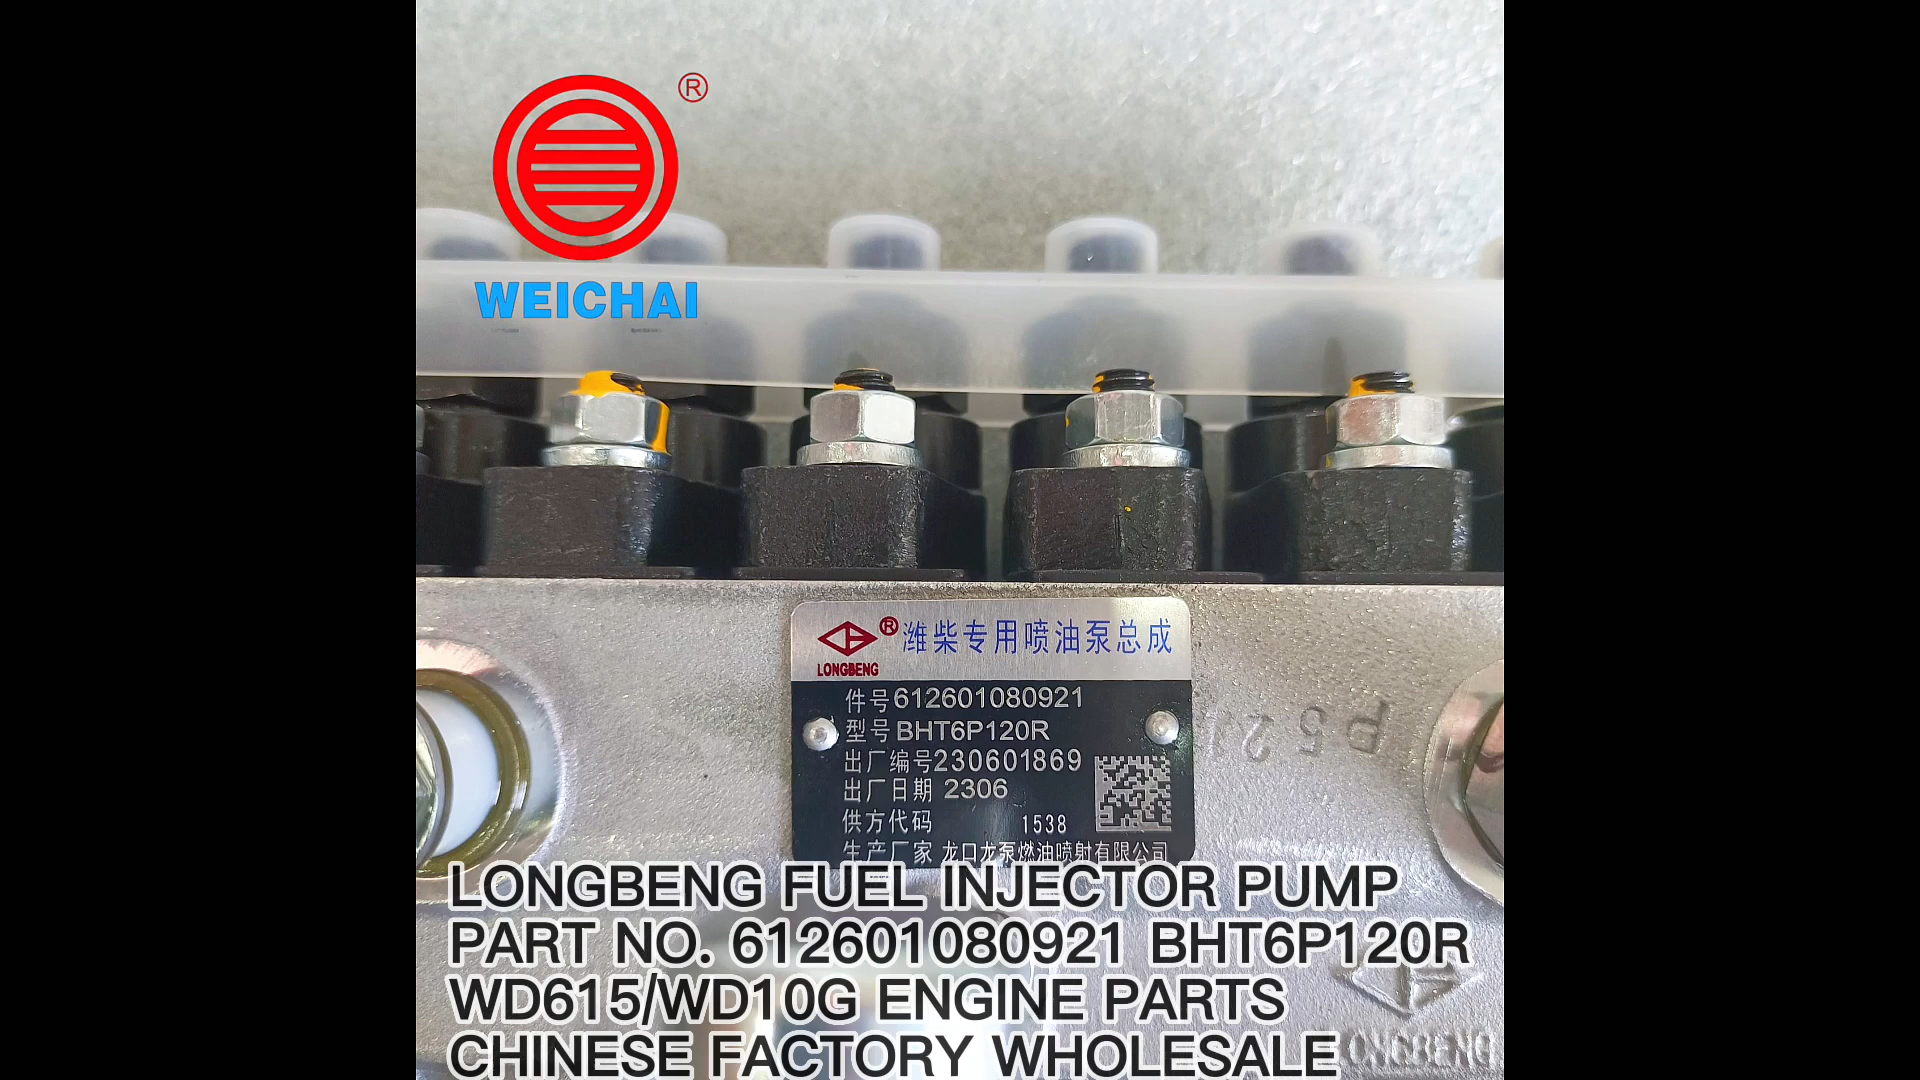 ®
WEICHAI
® 潍柴专用喷油泵总成
LONGBENG
件号612601080921
型号BHT6P120R
出厂编号230601869
出厂日期 2306
供方代码 1538
生产厂家 龙口龙泵燃油喷射有限公司
P52
LONGBENG FUEL INJECTOR PUMP
PART NO. 612601080921 BHT6P120R
WD615/WD10G ENGINE PARTS
CHINESE FACTORY WHOLESALE
LONGBENG